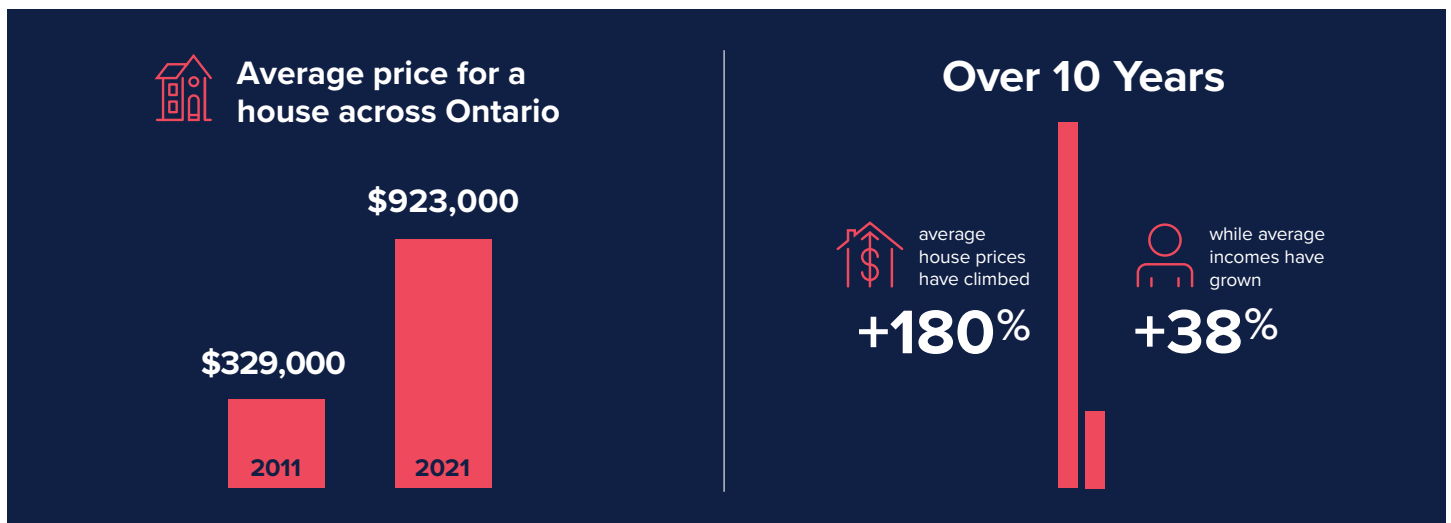 Average price for a
house across Ontario
$923,000
$329,000
2011
2021
Over 10 Years
average
house prices
have climbed
+180%
while average
incomes have
grown
+38%